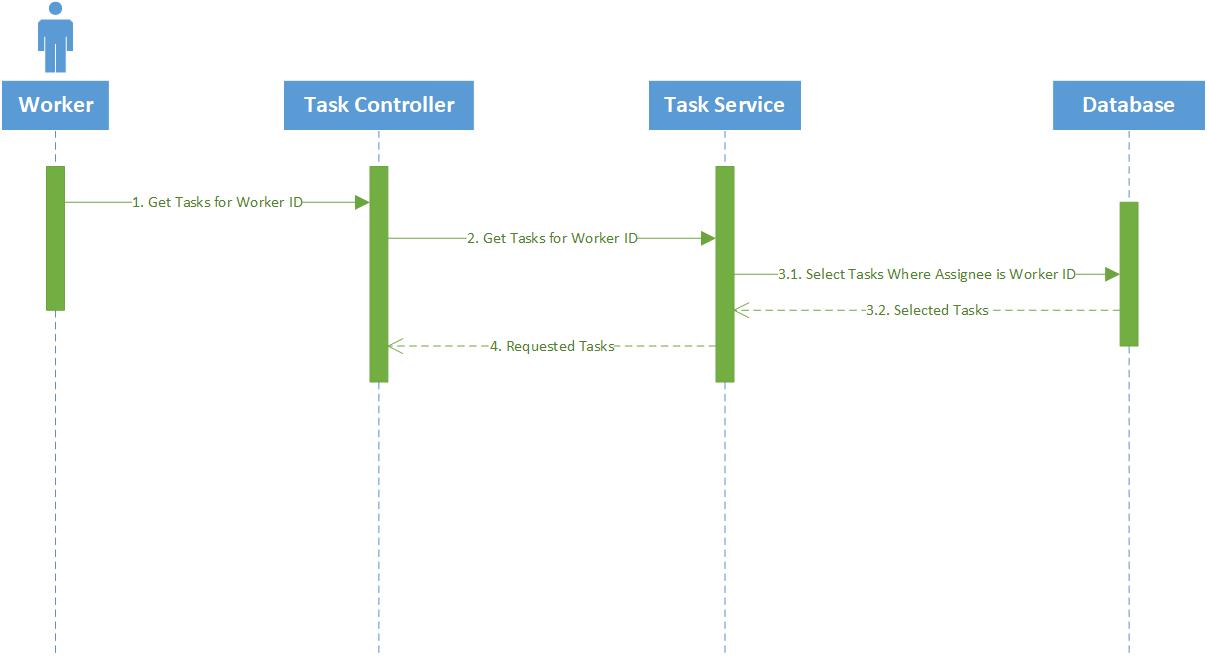 Worker
Task Controller
Task Service
Database
1. Get Tasks for Worker ID
2. Get Tasks for Worker ID
3.1. Select Tasks Where Assignee is Worker ID
3.2. Selected Tasks
4. Requested Tasks